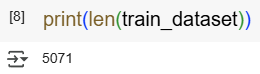 [8] print(len(train_dataset))
5071